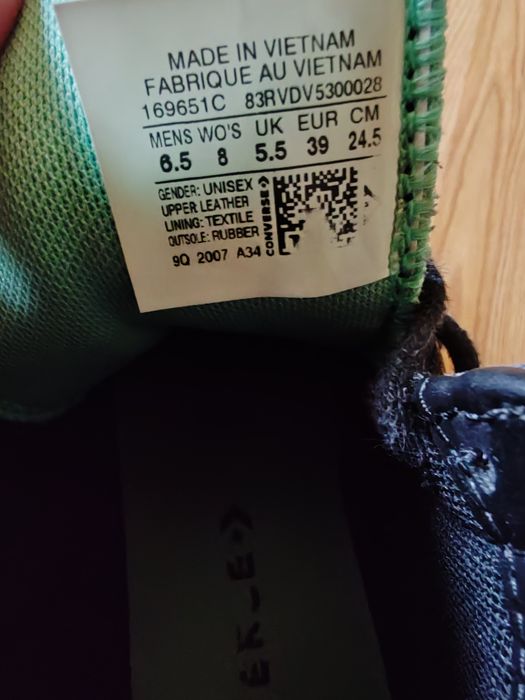 MADE IN VIETNAM
FABRIQUE AU VIETNAM
169651C 83RVDV5300028
MENS WO'S UK EUR CM
6.5 8 5.5 39 24.5
GENDER: UNISEX
UPPER LEATHER
LINING: TEXTILE
OUTSOLE: RUBBER
9Q 2007 A34
CONVERSE